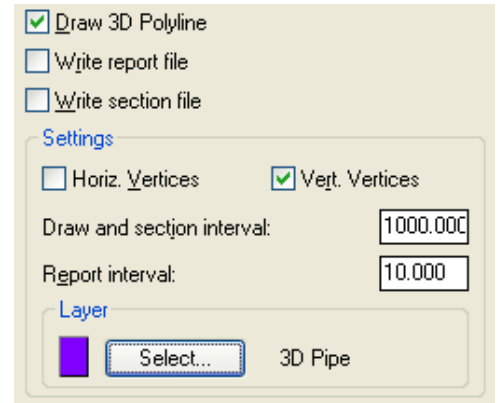 Draw 3D Polyline
Write report file
Write section file
Settings
Horiz. Vertices Vert. Vertices
Draw and section interval: 1000.000
Report interval: 10.000
Layer
Select... 3D Pipe